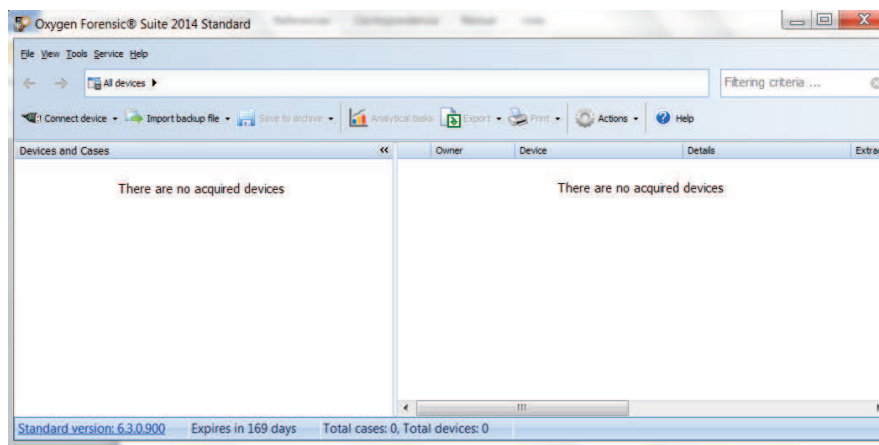 Oxygen Forensic® Suite 2014 Standard
File View Tools Service Help
All devices
Filtering criteria ...
Connect device Import backup file Save to archive Analytical tasks Export Print Actions Help
Devices and Cases « Owner Device Details Extra
There are no acquired devices There are no acquired devices
Standard version: 6.3.0.900 Expires in 169 days Total cases: 0, Total devices: 0